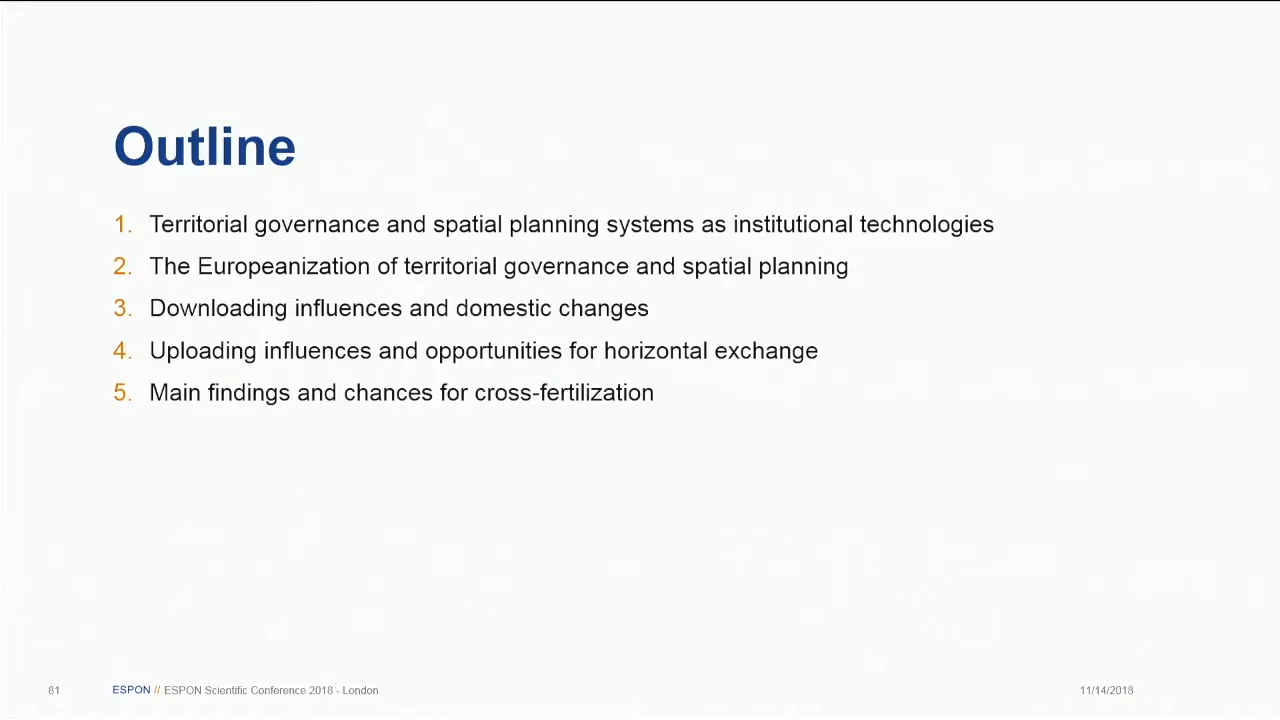 Outline
1. Territorial governance and spatial planning systems as institutional technologies
2. The Europeanization of territorial governance and spatial planning
3. Downloading influences and domestic changes
4. Uploading influences and opportunities for horizontal exchange
5. Main findings and chances for cross-fertilization
81 ESPON // ESPON Scientific Conference 2018 - London 11/14/2018